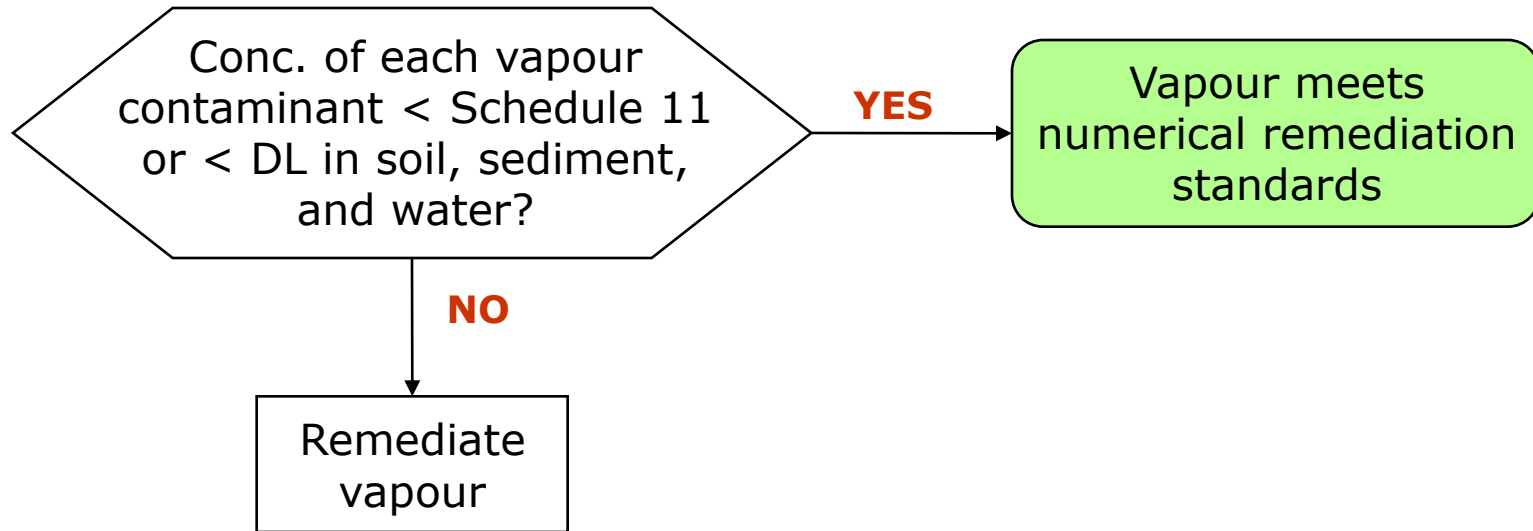 Conc. of each vapour
contaminant < Schedule 11
or < DL in soil, sediment,
and water?
YES
Vapour meets
numerical remediation
standards
NO
Remediate
vapour